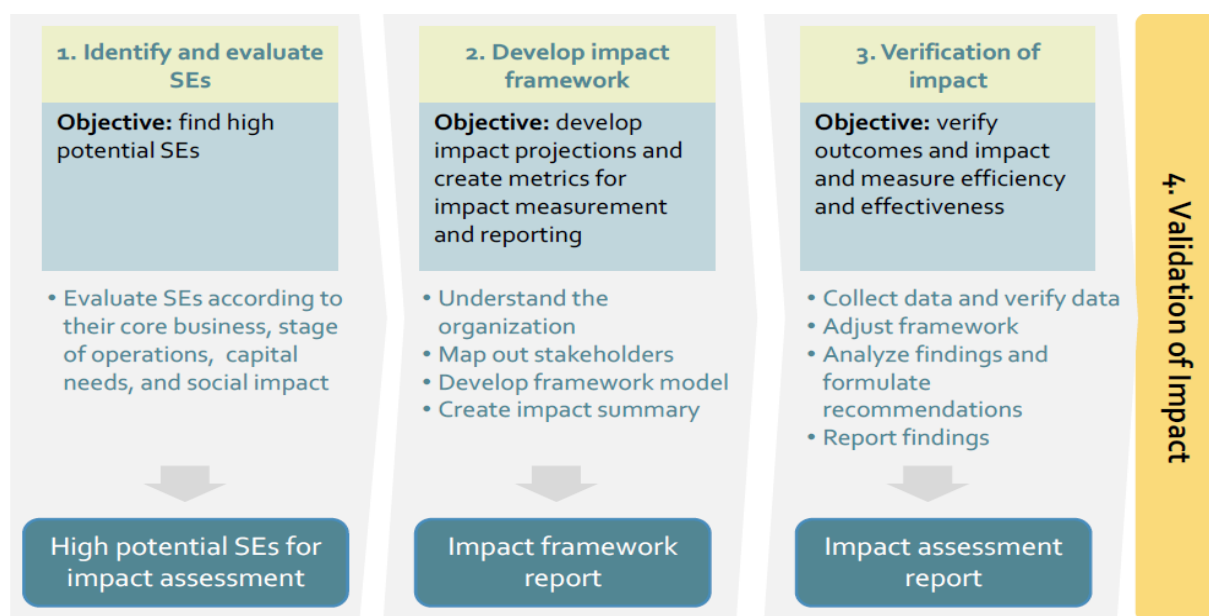 1. Identify and evaluate
SEs
Objective: find high
potential SEs
• Evaluate SEs according to
their core business, stage
of operations, capital
needs, and social impact
High potential SEs for
impact assessment
2. Develop impact
framework
Objective: develop
impact projections and
create metrics for
impact measurement
and reporting
• Understand the
organization
• Map out stakeholders
• Develop framework model
• Create impact summary
Impact framework
report
3. Verification of
impact
Objective: verify
outcomes and impact
and measure efficiency
and effectiveness
• Collect data and verify data
• Adjust framework
• Analyze findings and
formulate
recommendations
• Report findings
Impact assessment
report
4. Validation of Impact